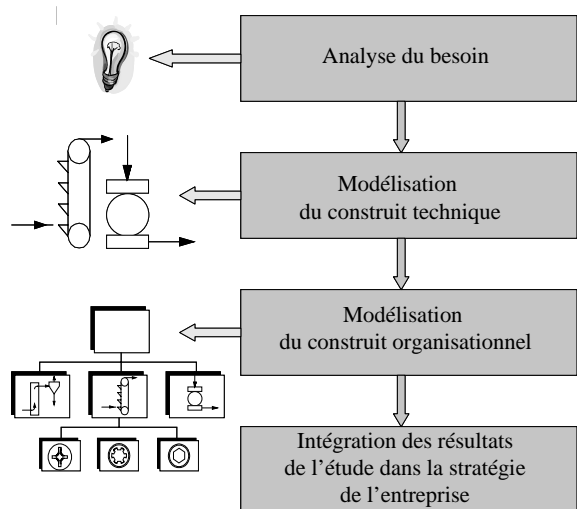 Analyse du besoin
Modélisation
du construit technique
Modélisation
du construit organisationnel
Intégration des résultats
de l’étude dans la stratégie
de l’entreprise